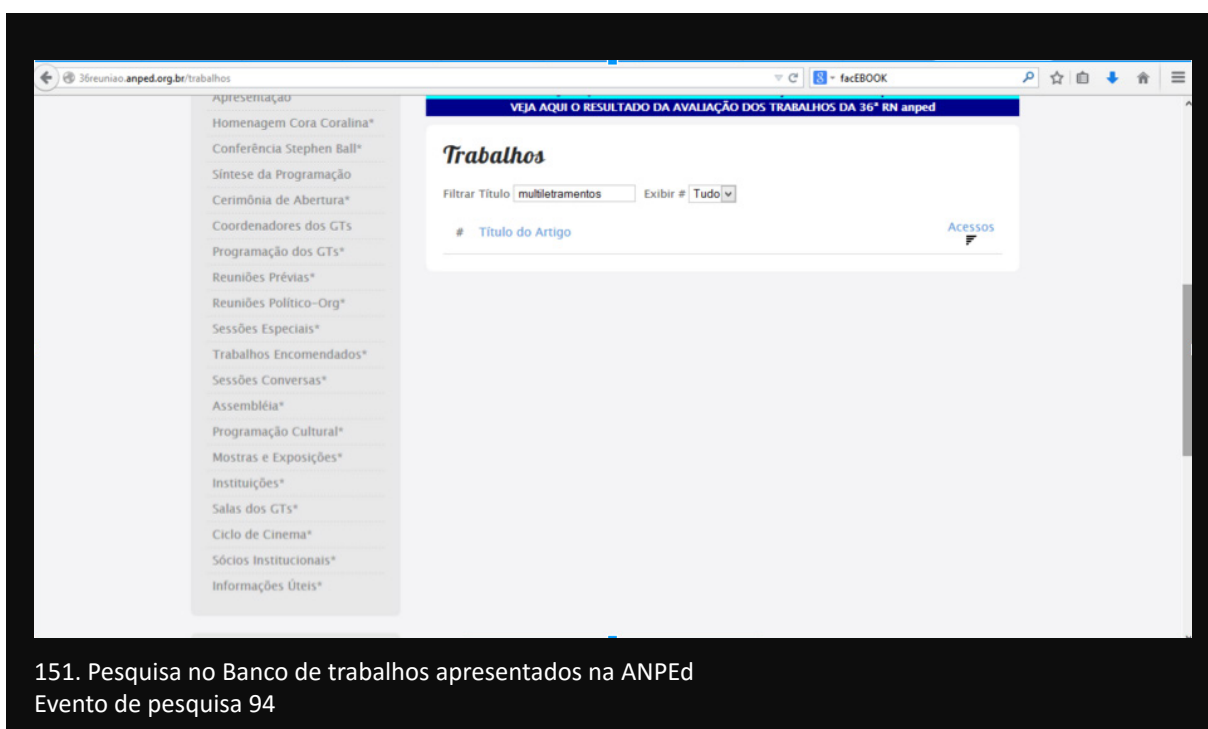 36reuniao.anped.org.br/trabalhos
facEBOOK
Apresentação
Homenagem Cora Coralina*
Conferência Stephen Ball*
Síntese da Programação
Cerimônia de Abertura*
Coordenadores dos GTs
Programação dos GTs*
Reuniões Prévias*
Reuniões Político-Org*
Sessões Especiais*
Trabalhos Encomendados*
Sessões Conversas*
Assembléia*
Programação Cultural*
Mostras e Exposições*
Instituições*
Salas dos GTs*
Ciclo de Cinema*
Sócios Institucionais*
Informações Úteis*
VEJA AQUI O RESULTADO DA AVALIAÇÃO DOS TRABALHOS DA 36ª RN anped
Trabalhos
Filtrar Título multiletramentos Exibir # Tudo
# Título do Artigo Acessos
151. Pesquisa no Banco de trabalhos apresentados na ANPEd
Evento de pesquisa 94